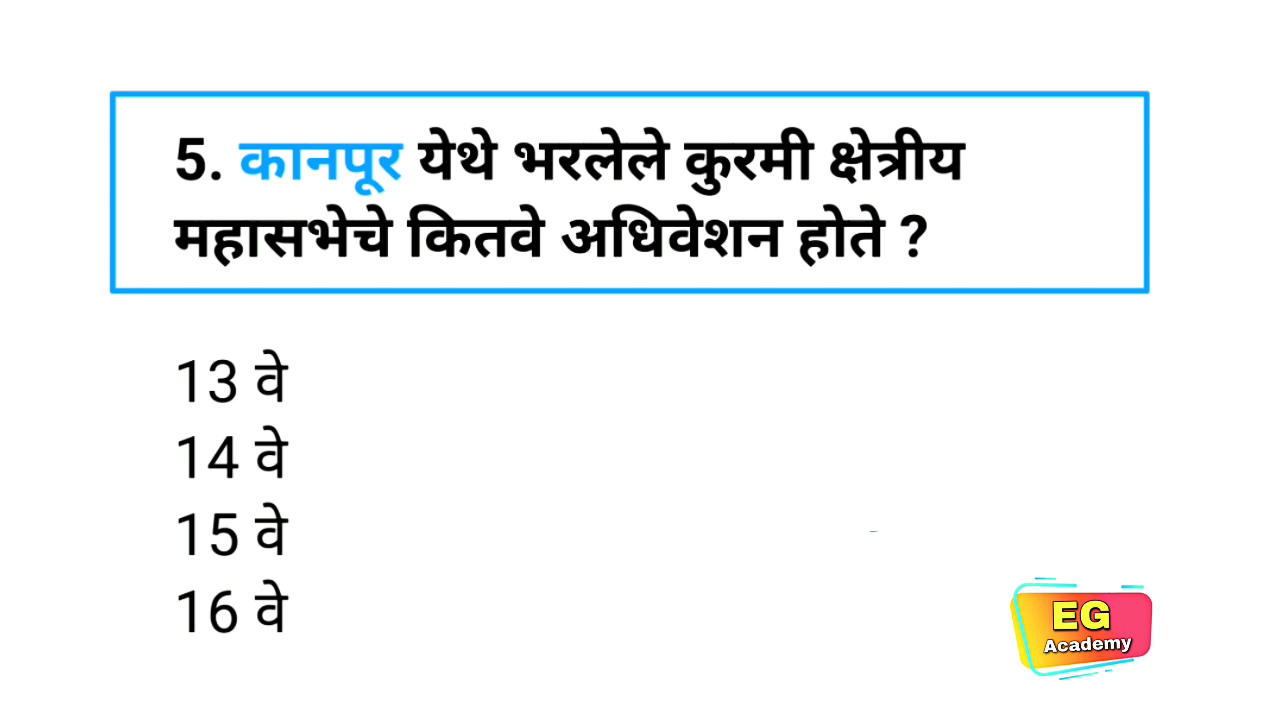 5. कानपूर येथे भरलेले कुरमी क्षेत्रीय
महासभेचे कितवे अधिवेशन होते ?
13 वे
14 वे
15 वे
16 वे
EG
Academy